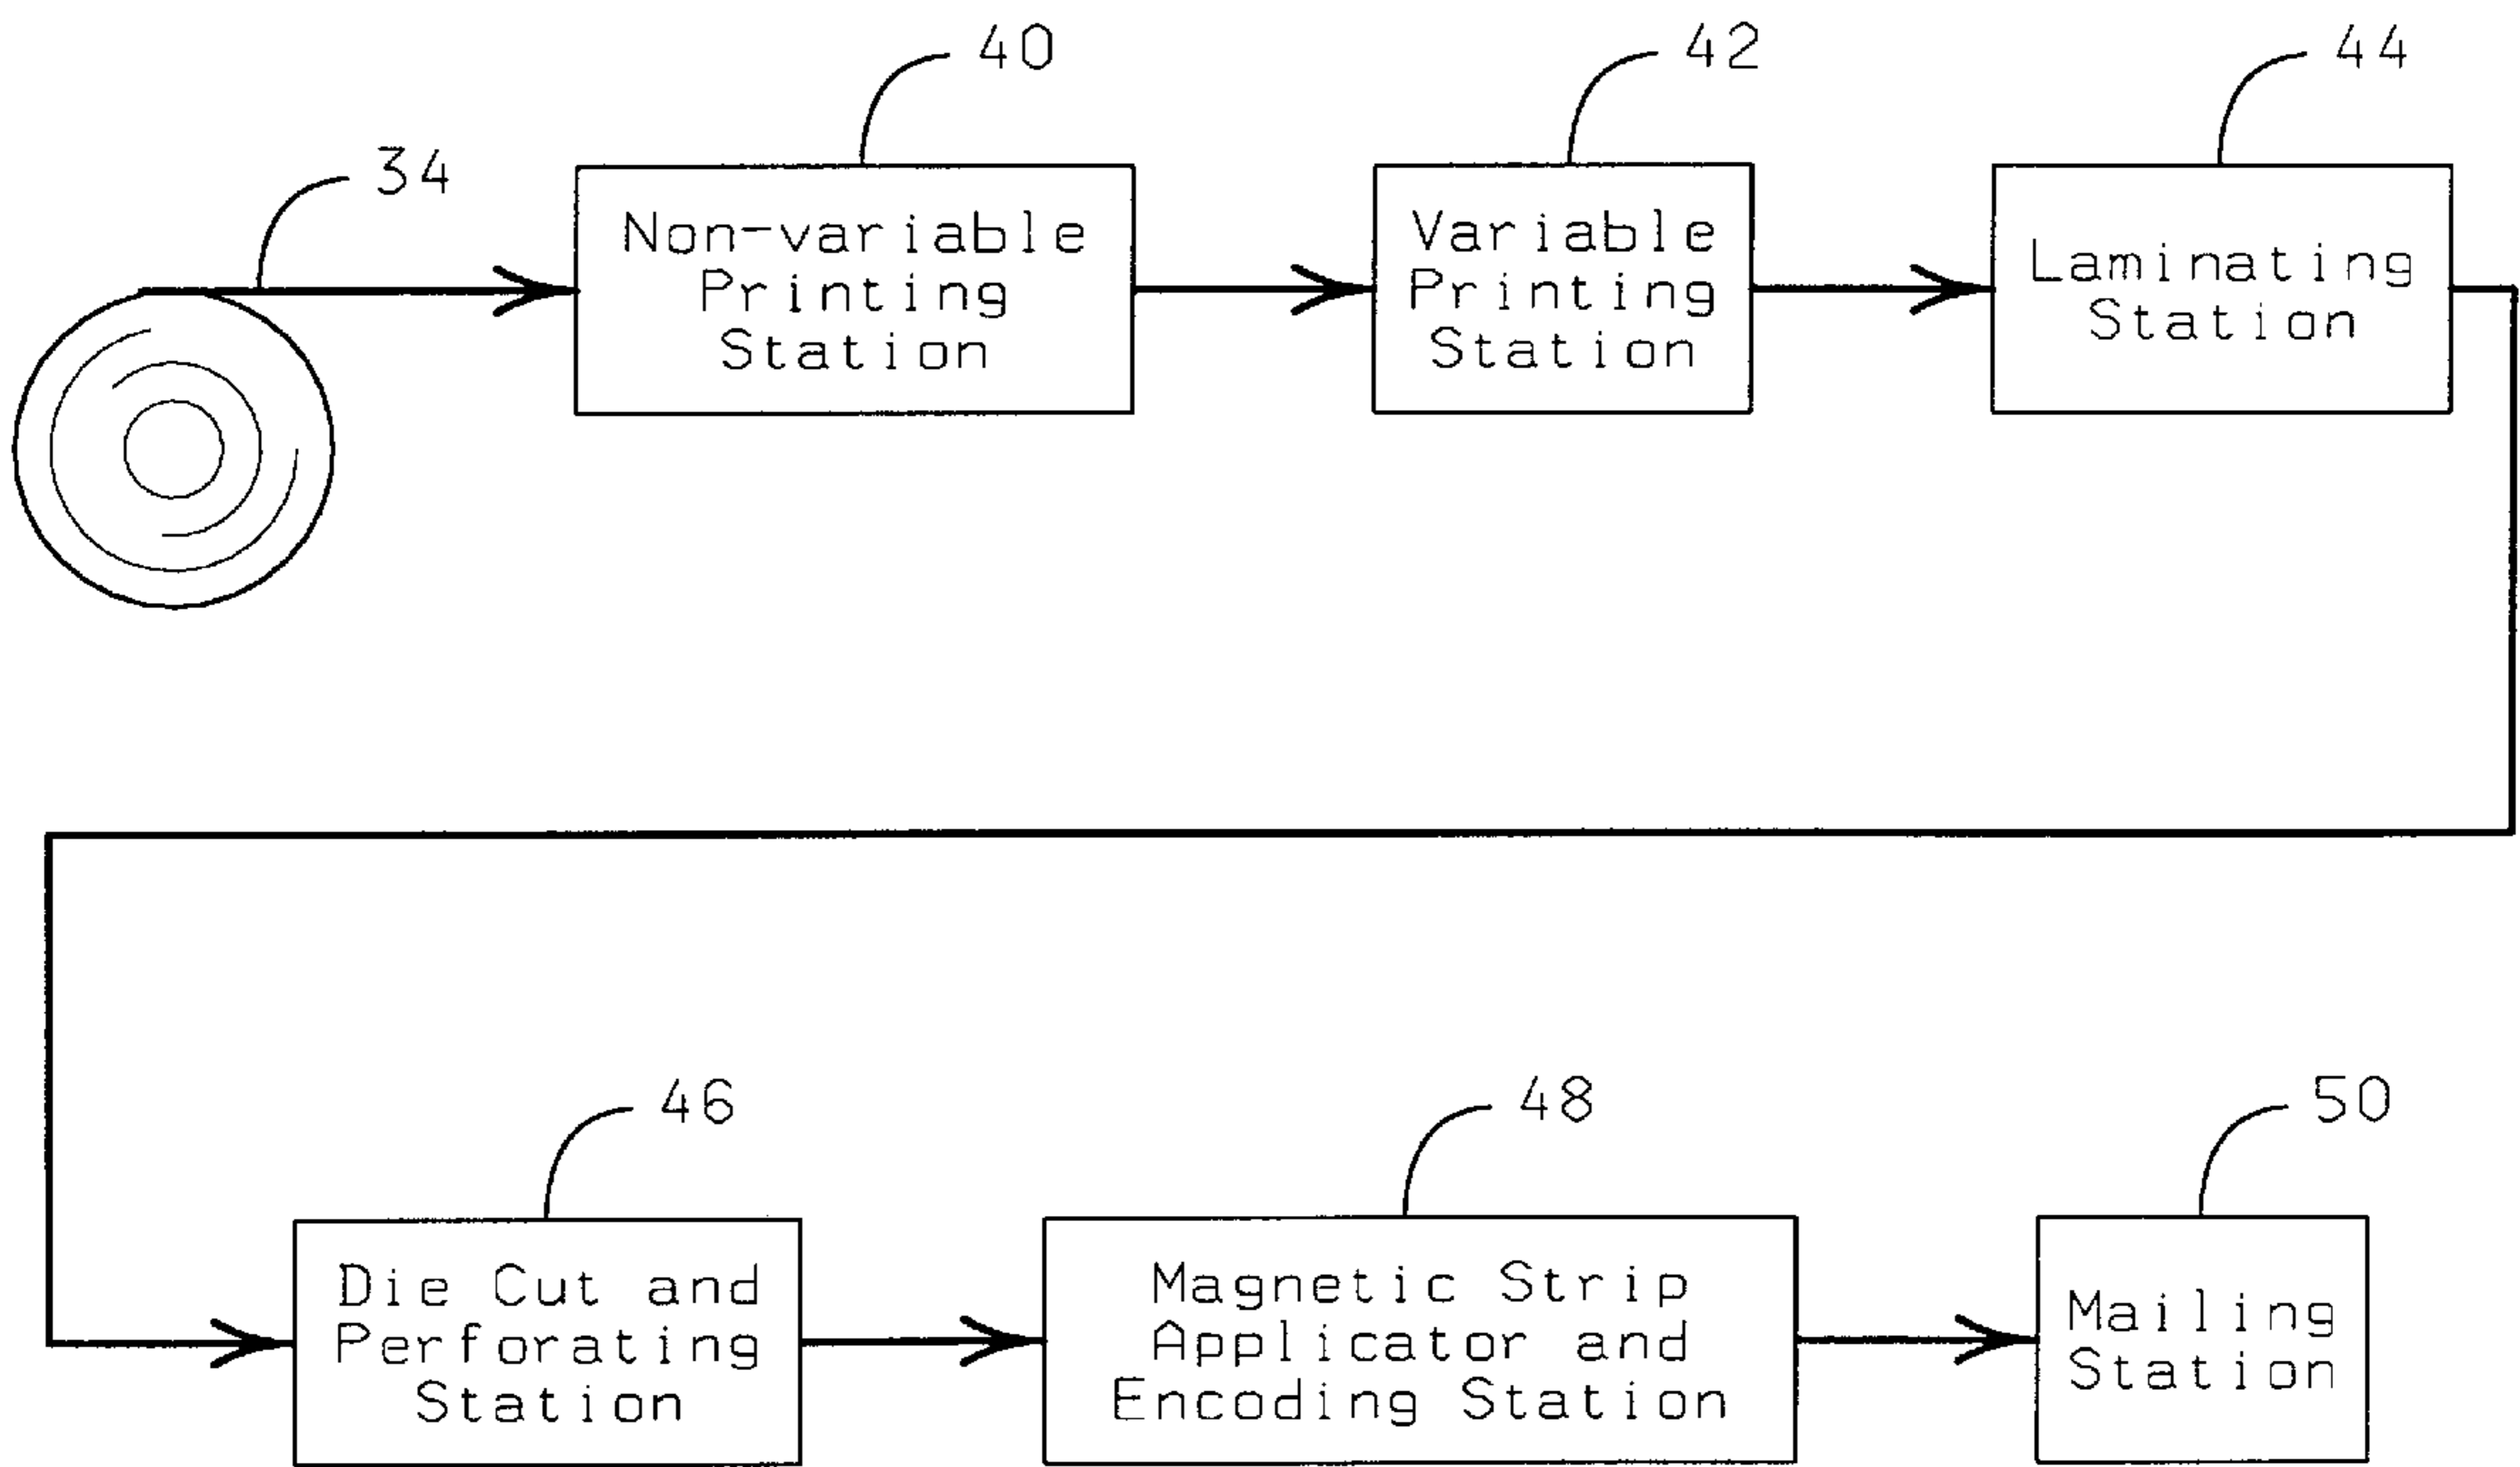 40
42
44
34
Non-variable
Printing
Station
Variable
Printing
Station
Laminating
Station
46
48
50
Die Cut and
Perforating
Station
Magnetic Strip
Applicator and
Encoding Station
Mailing
Station